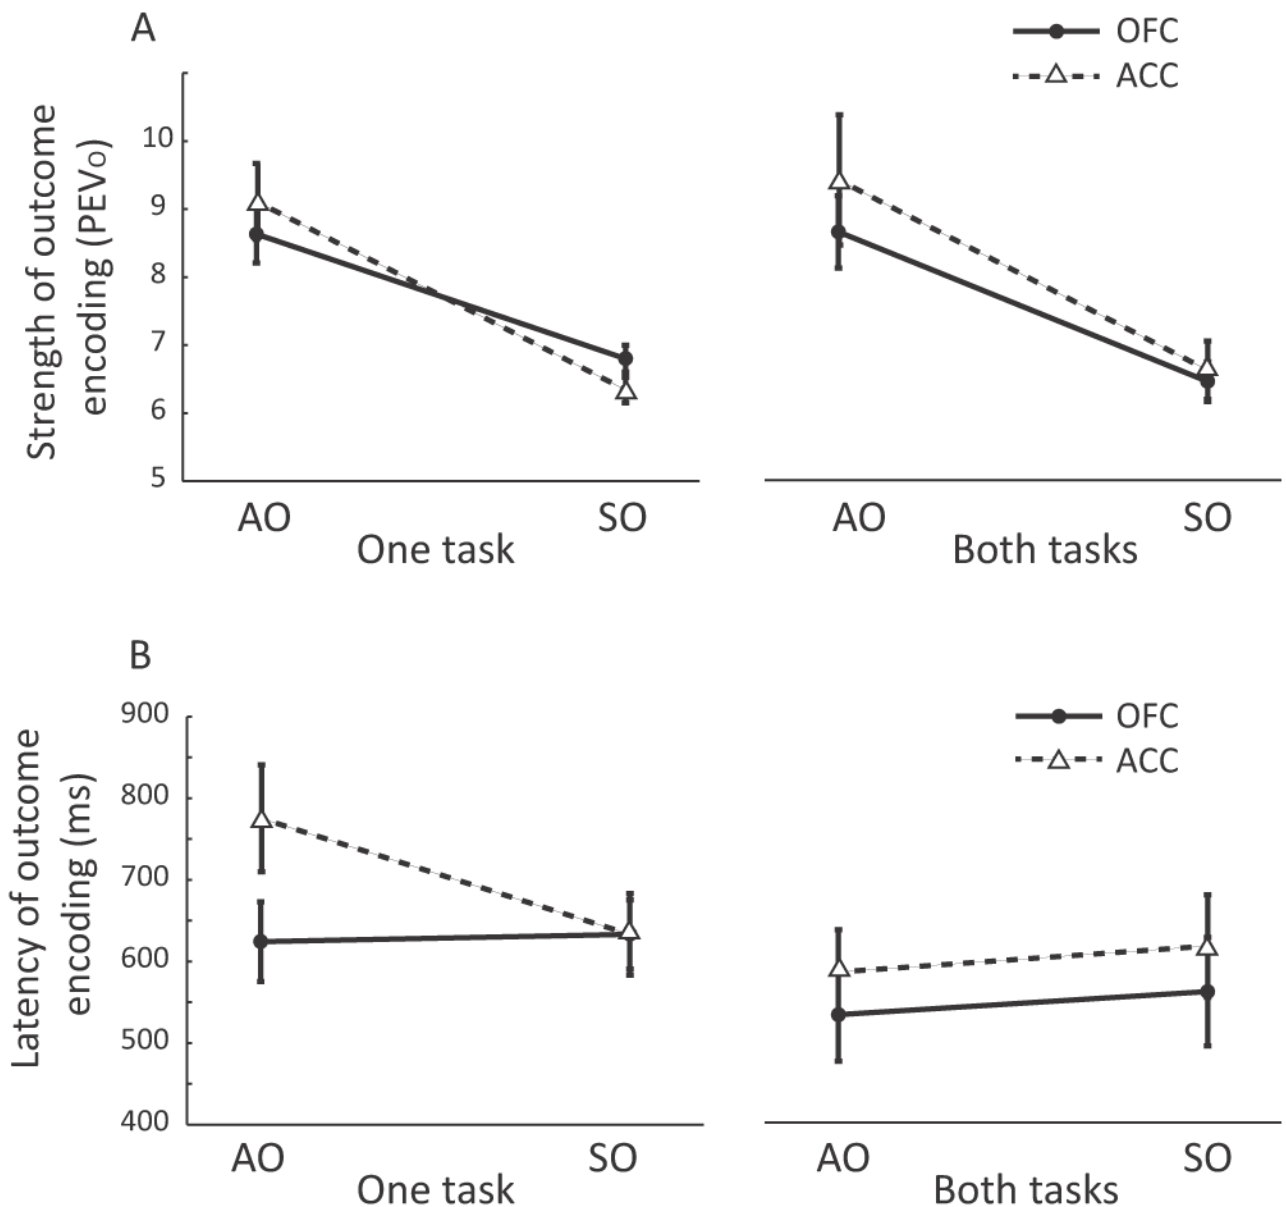 A
OFC
ACC
Strength of outcome
encoding (PEVO)
10
9
8
7
6
5
AO
SO
One task
AO
SO
Both tasks
B
OFC
ACC
Latency of outcome
encoding (ms)
900
800
700
600
500
400
AO
SO
One task
AO
SO
Both tasks